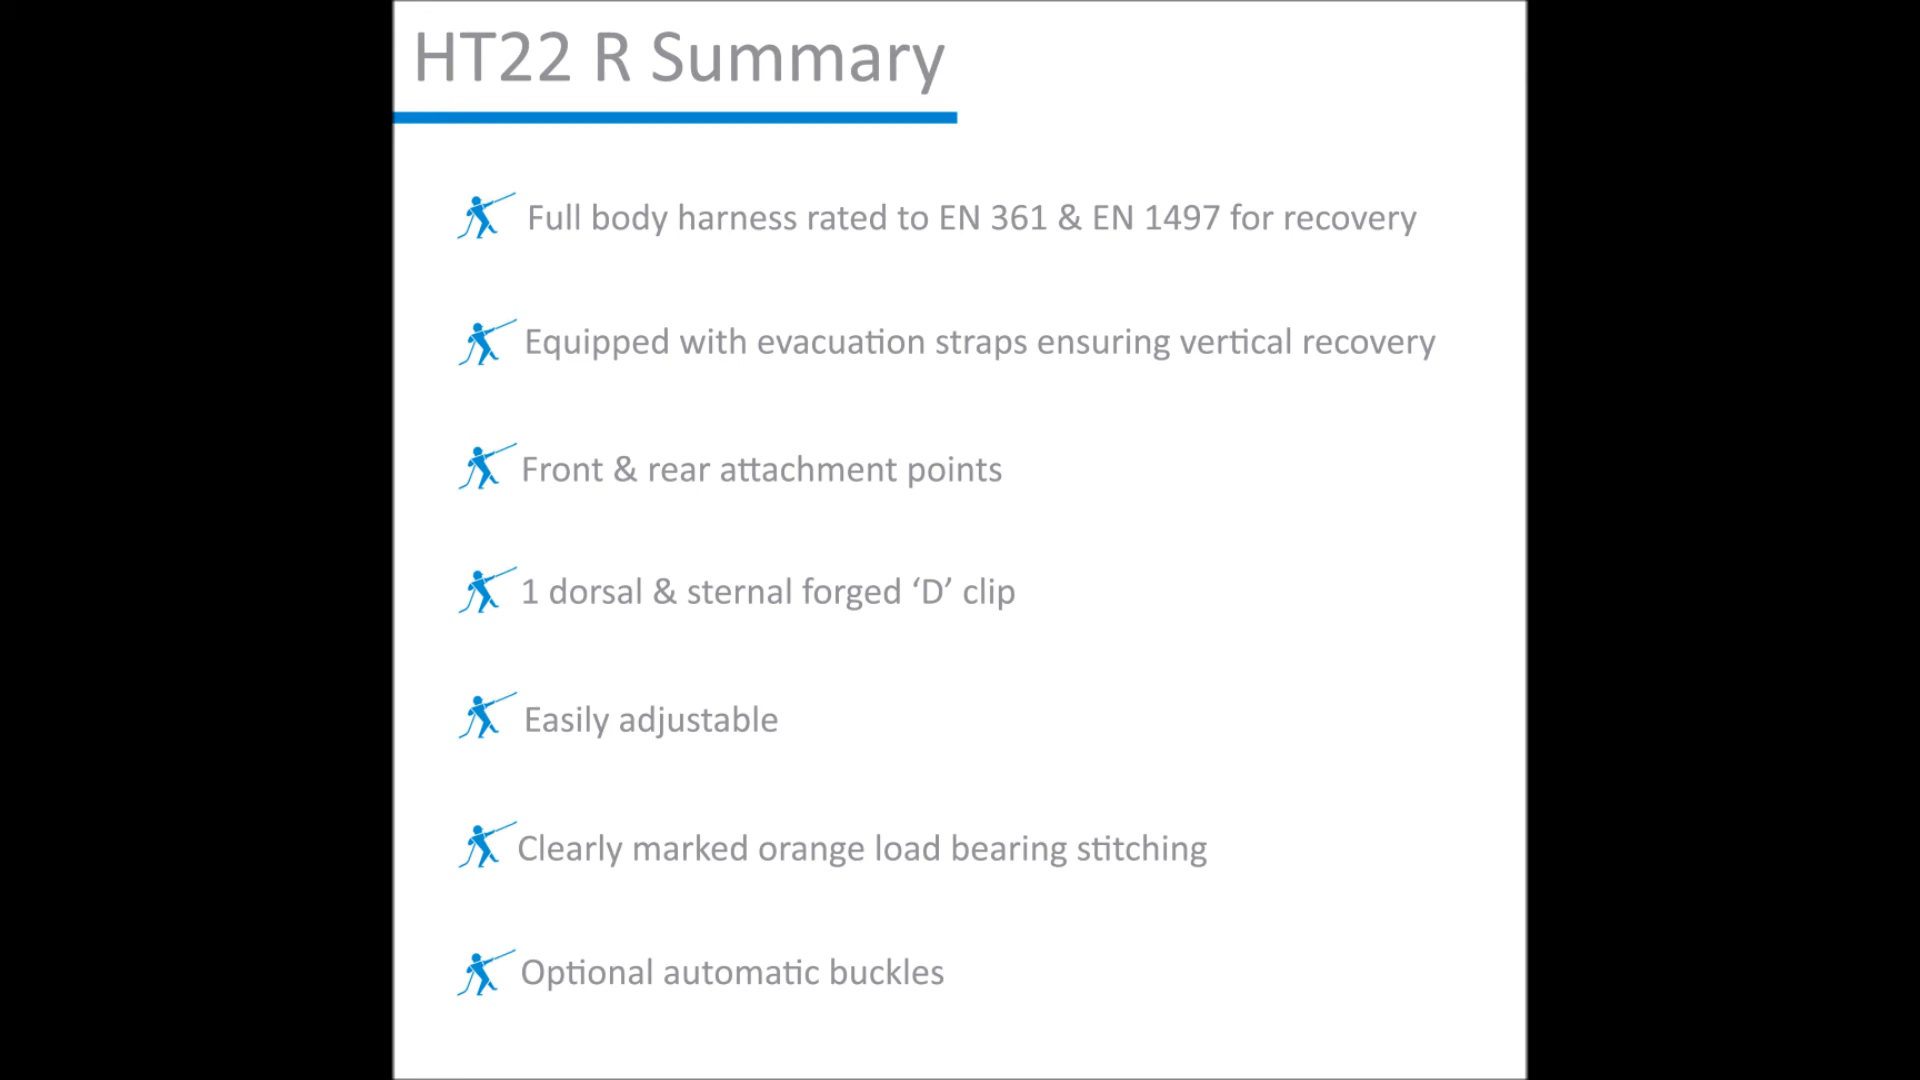 HT22 R Summary
Full body harness rated to EN 361 & EN 1497 for recovery
Equipped with evacuation straps ensuring vertical recovery
Front & rear attachment points
1 dorsal & sternal forged ‘D’ clip
Easily adjustable
Clearly marked orange load bearing stitching
Optional automatic buckles